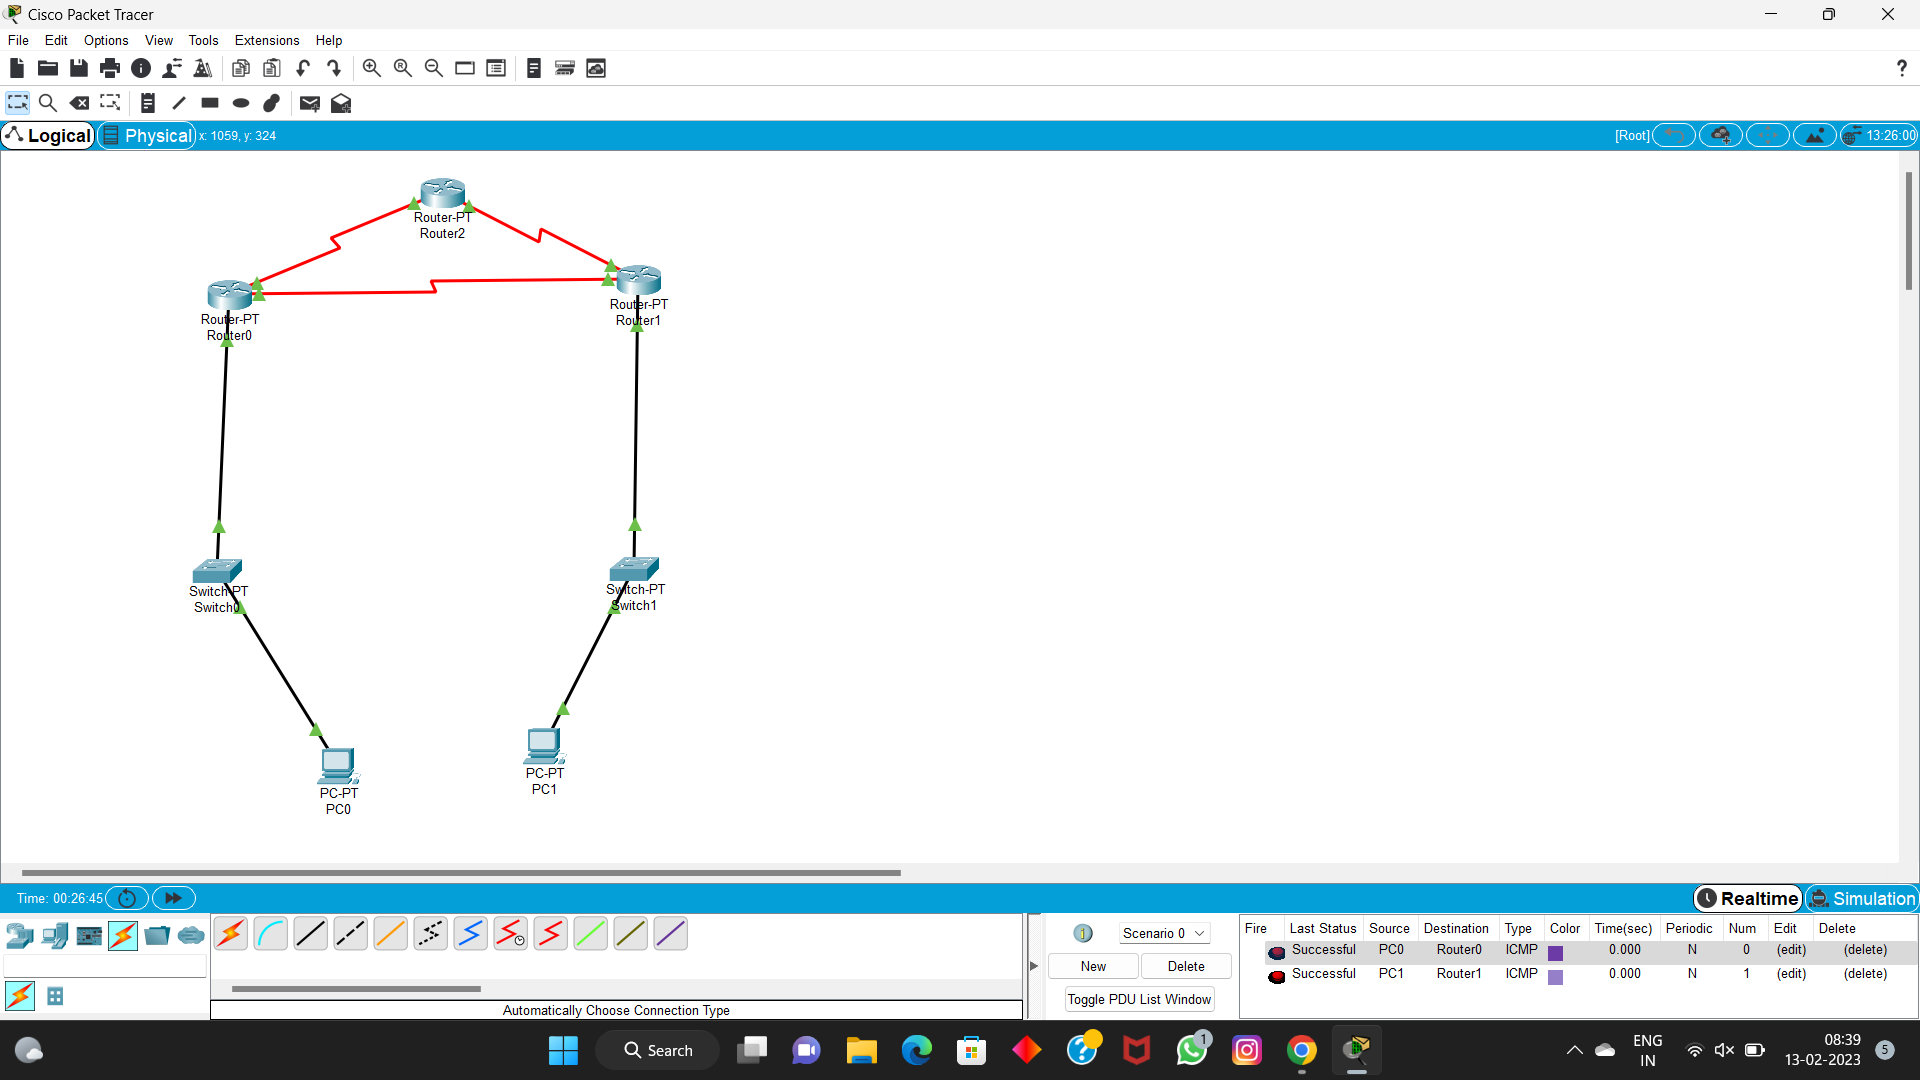 Cisco Packet Tracer
File Edit Options View Tools Extensions Help
?
Logical Physical x: 1059, y: 324 [Root] 13:26:00
Router-PT
Router2
Router-PT
Router0
Router-PT
Router1
Switch-PT
Switch0
Switch-PT
Switch1
PC-PT
PC0
PC-PT
PC1
Time: 00:26:45 Realtime Simulation
Scenario 0
New Delete
Toggle PDU List Window
Fire Last Status Source Destination Type Color Time(sec) Periodic Num Edit Delete
Successful PC0 Router0 ICMP 0.000 N 0 (edit) (delete)
Successful PC1 Router1 ICMP 0.000 N 1 (edit) (delete)
Automatically Choose Connection Type
Search
1
ENG
IN
08:39
13-02-2023
5